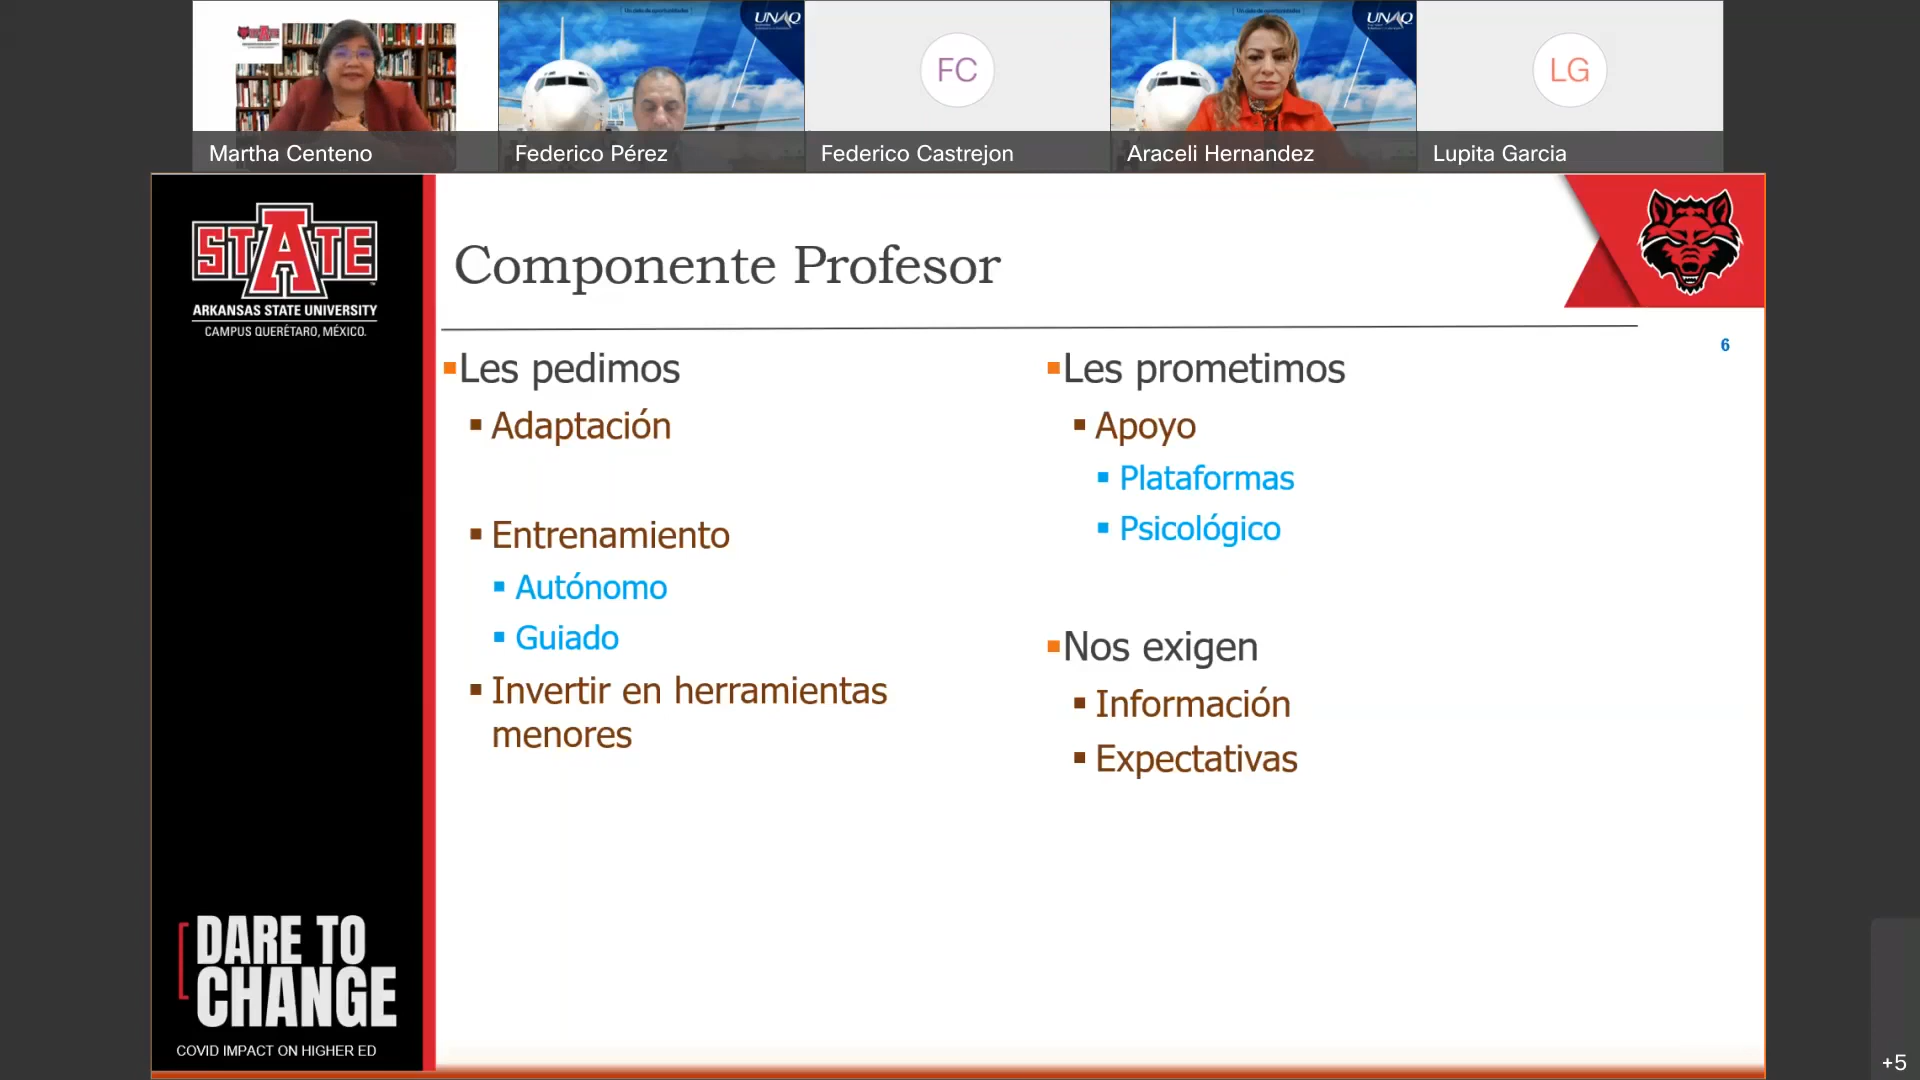 UNAQ
UNAQ
FC
LG
Martha Centeno
Federico Pérez
Federico Castrejon
Araceli Hernandez
Lupita Garcia
STATE
ARKANSAS STATE UNIVERSITY
CAMPUS QUERÉTARO, MÉXICO.
Componente Profesor
6
Les pedimos
Adaptación
Entrenamiento
Autónomo
Guiado
Invertir en herramientas
menores
Les prometimos
Apoyo
Plataformas
Psicológico
Nos exigen
Información
Expectativas
DARE TO
CHANGE
COVID IMPACT ON HIGHER ED
+5